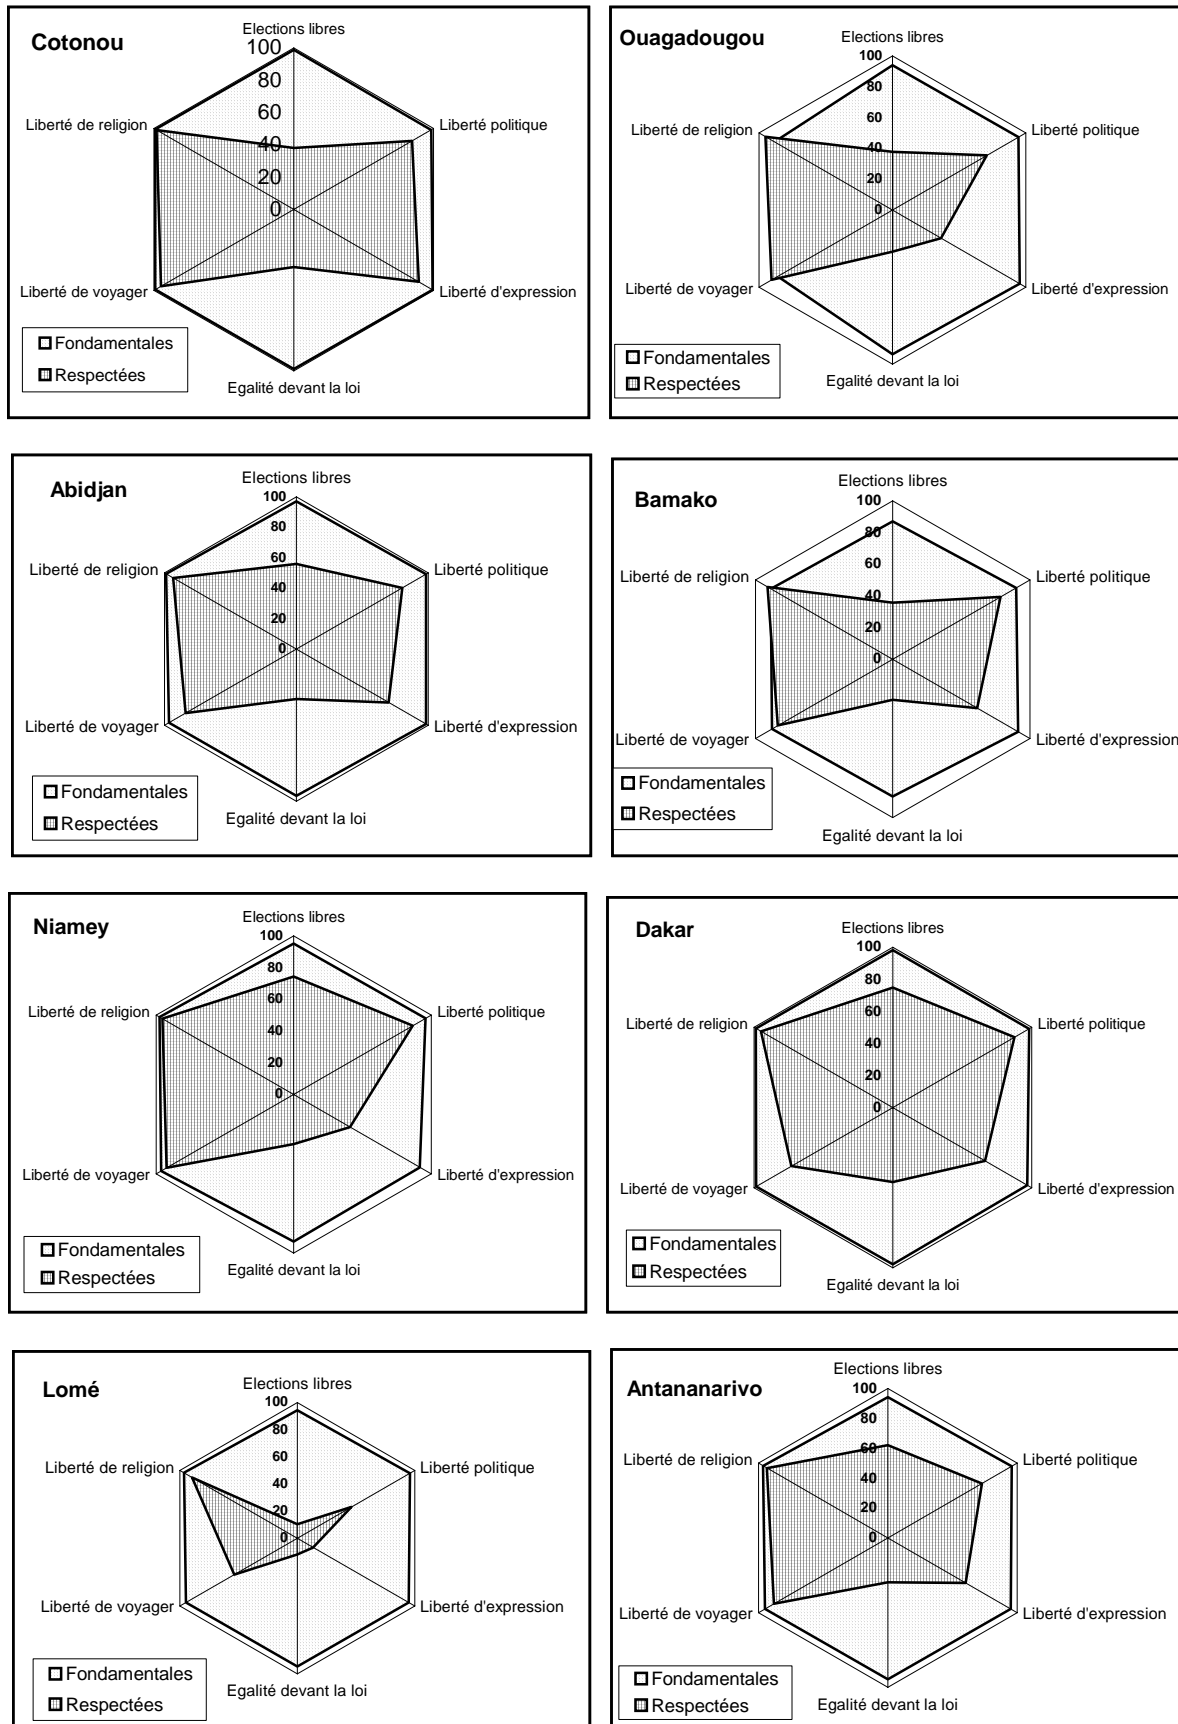 Cotonou
Elections libres
100
80
60
40
20
0
Liberté de religion
Liberté politique
Liberté de voyager
Liberté d'expression
Egalité devant la loi
Fondamentales
Respectées
Ouagadougou
Elections libres
100
80
60
40
20
0
Liberté de religion
Liberté politique
Liberté de voyager
Liberté d'expression
Egalité devant la loi
Fondamentales
Respectées
Abidjan
Elections libres
100
80
60
40
20
0
Liberté de religion
Liberté politique
Liberté de voyager
Liberté d'expression
Egalité devant la loi
Fondamentales
Respectées
Bamako
Elections libres
100
80
60
40
20
0
Liberté de religion
Liberté politique
Liberté de voyager
Liberté d'expression
Egalité devant la loi
Fondamentales
Respectées
Niamey
Elections libres
100
80
60
40
20
0
Liberté de religion
Liberté politique
Liberté de voyager
Liberté d'expression
Egalité devant la loi
Fondamentales
Respectées
Dakar
Elections libres
100
80
60
40
20
0
Liberté de religion
Liberté politique
Liberté de voyager
Liberté d'expression
Egalité devant la loi
Fondamentales
Respectées
Lomé
Elections libres
100
80
60
40
20
0
Liberté de religion
Liberté politique
Liberté de voyager
Liberté d'expression
Egalité devant la loi
Fondamentales
Respectées
Antananarivo
Elections libres
100
80
60
40
20
0
Liberté de religion
Liberté politique
Liberté de voyager
Liberté d'expression
Egalité devant la loi
Fondamentales
Respectées